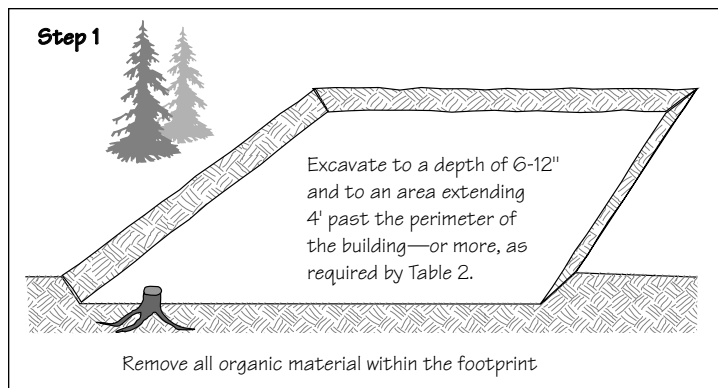 Step 1
Excavate to a depth of 6-12"
and to an area extending
4' past the perimeter of
the building—or more, as
required by Table 2.
Remove all organic material within the footprint